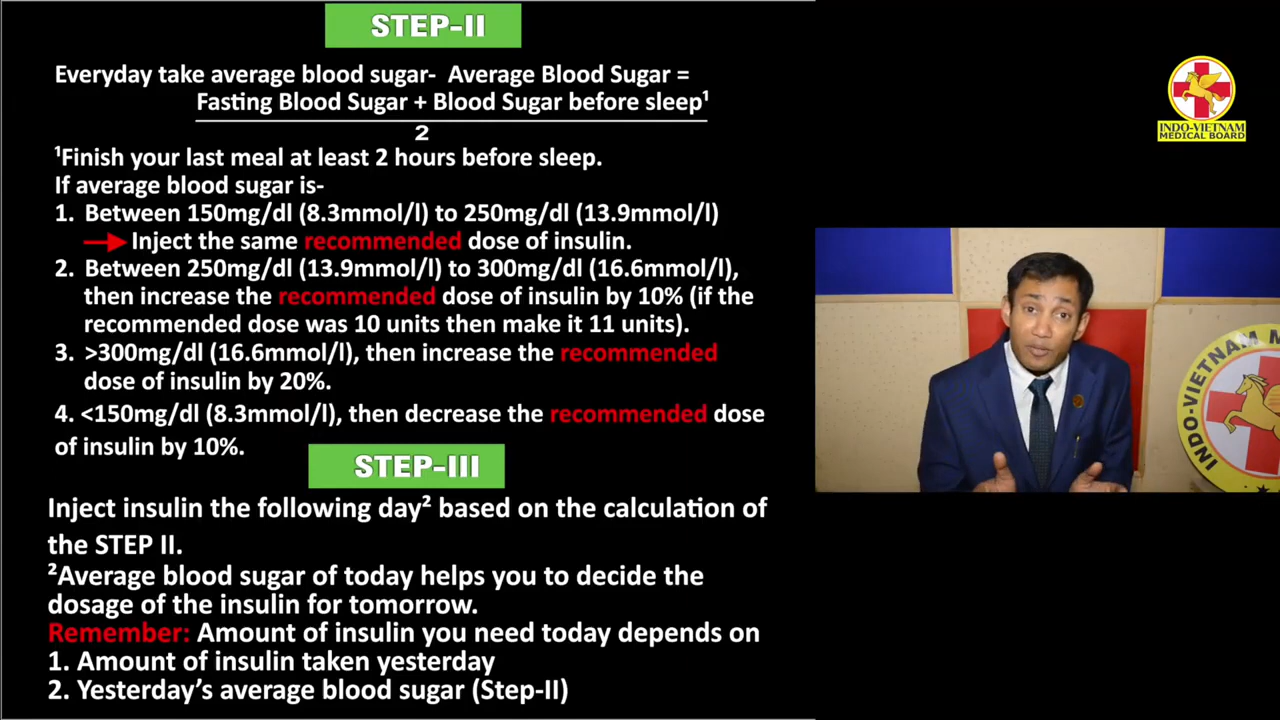 STEP-II
Everyday take average blood sugar- Average Blood Sugar =
Fasting Blood Sugar + Blood Sugar before sleep¹
2
¹Finish your last meal at least 2 hours before sleep.
If average blood sugar is-
1. Between 150mg/dl (8.3mmol/l) to 250mg/dl (13.9mmol/l)
Inject the same recommended dose of insulin.
2. Between 250mg/dl (13.9mmol/l) to 300mg/dl (16.6mmol/l),
then increase the recommended dose of insulin by 10% (if the
recommended dose was 10 units then make it 11 units).
3. >300mg/dl (16.6mmol/l), then increase the recommended
dose of insulin by 20%.
4. <150mg/dl (8.3mmol/l), then decrease the recommended dose
of insulin by 10%.
STEP-III
Inject insulin the following day² based on the calculation of
the STEP II.
²Average blood sugar of today helps you to decide the
dosage of the insulin for tomorrow.
Remember: Amount of insulin you need today depends on
1. Amount of insulin taken yesterday
2. Yesterday's average blood sugar (Step-II)
INDO-VIETNAM
MEDICAL BOARD
INDO-VIETNAM M